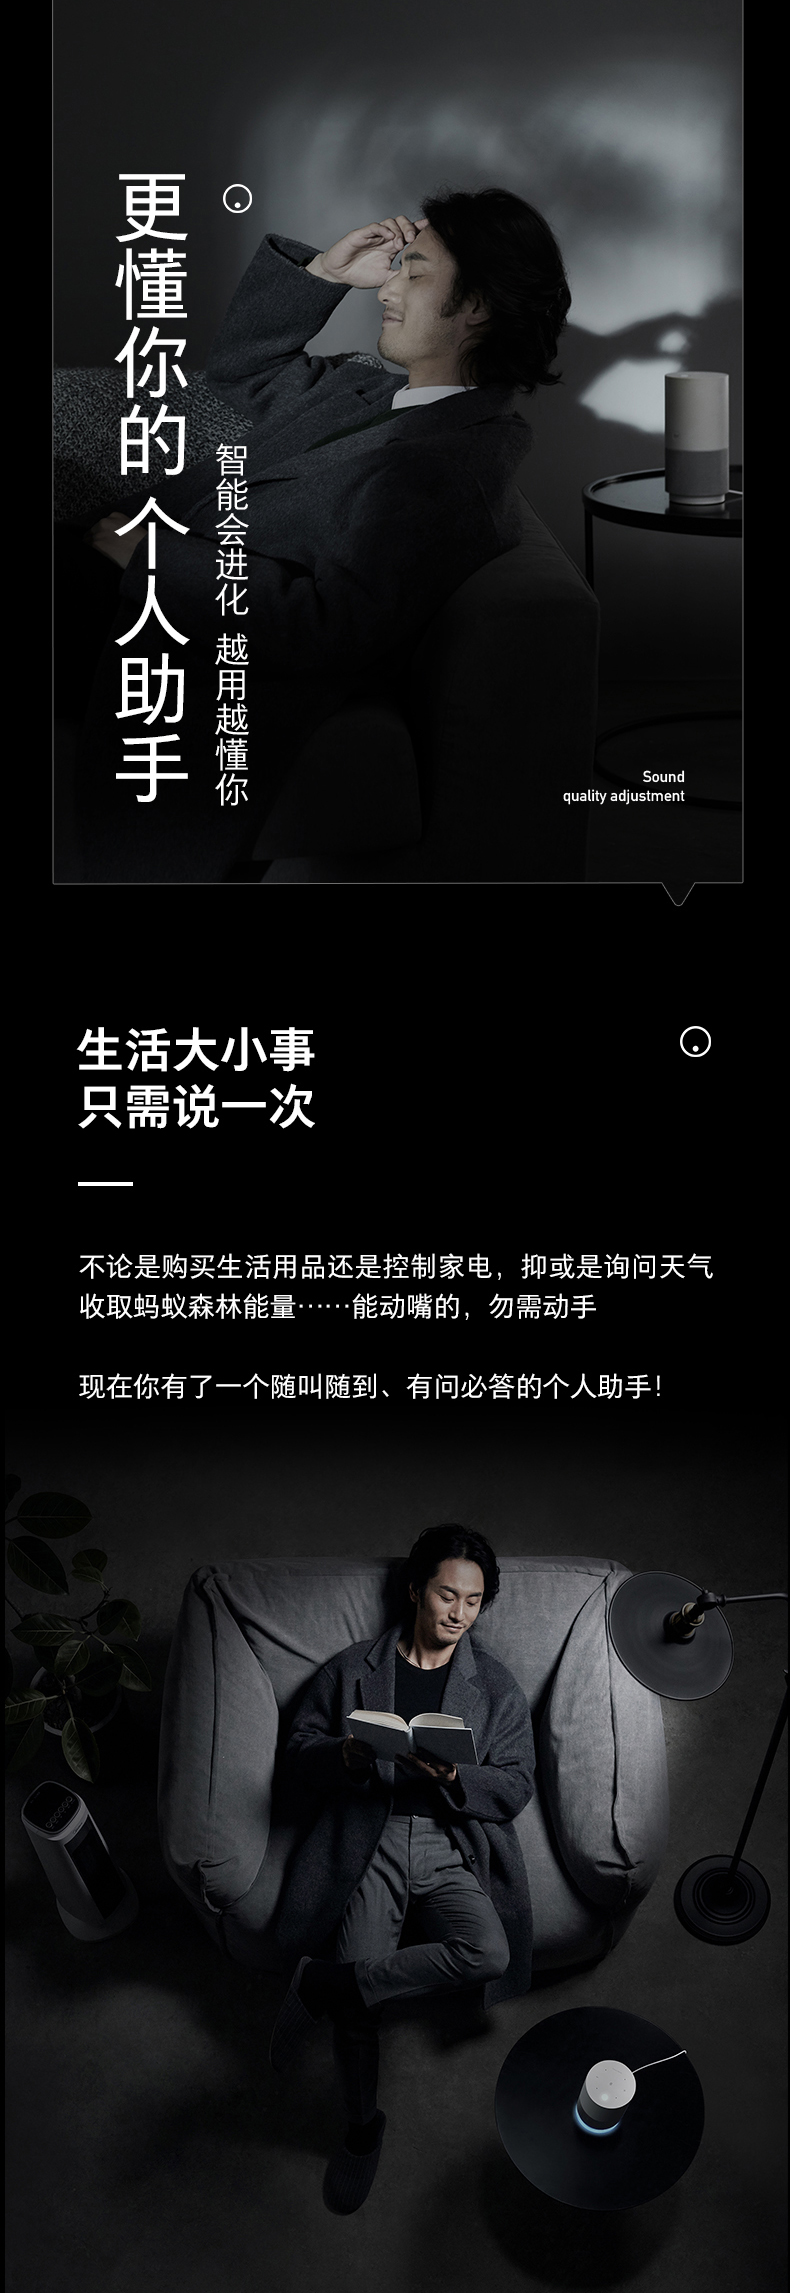 更懂你的 个人助手
智能会进化 越用越懂你
Sound
quality adjustment
生活大小事
只需说一次
不论是购买生活用品还是控制家电，抑或是询问天气
收取蚂蚁森林能量……能动嘴的，勿需动手
现在你有了一个随叫随到、有问必答的个人助手！